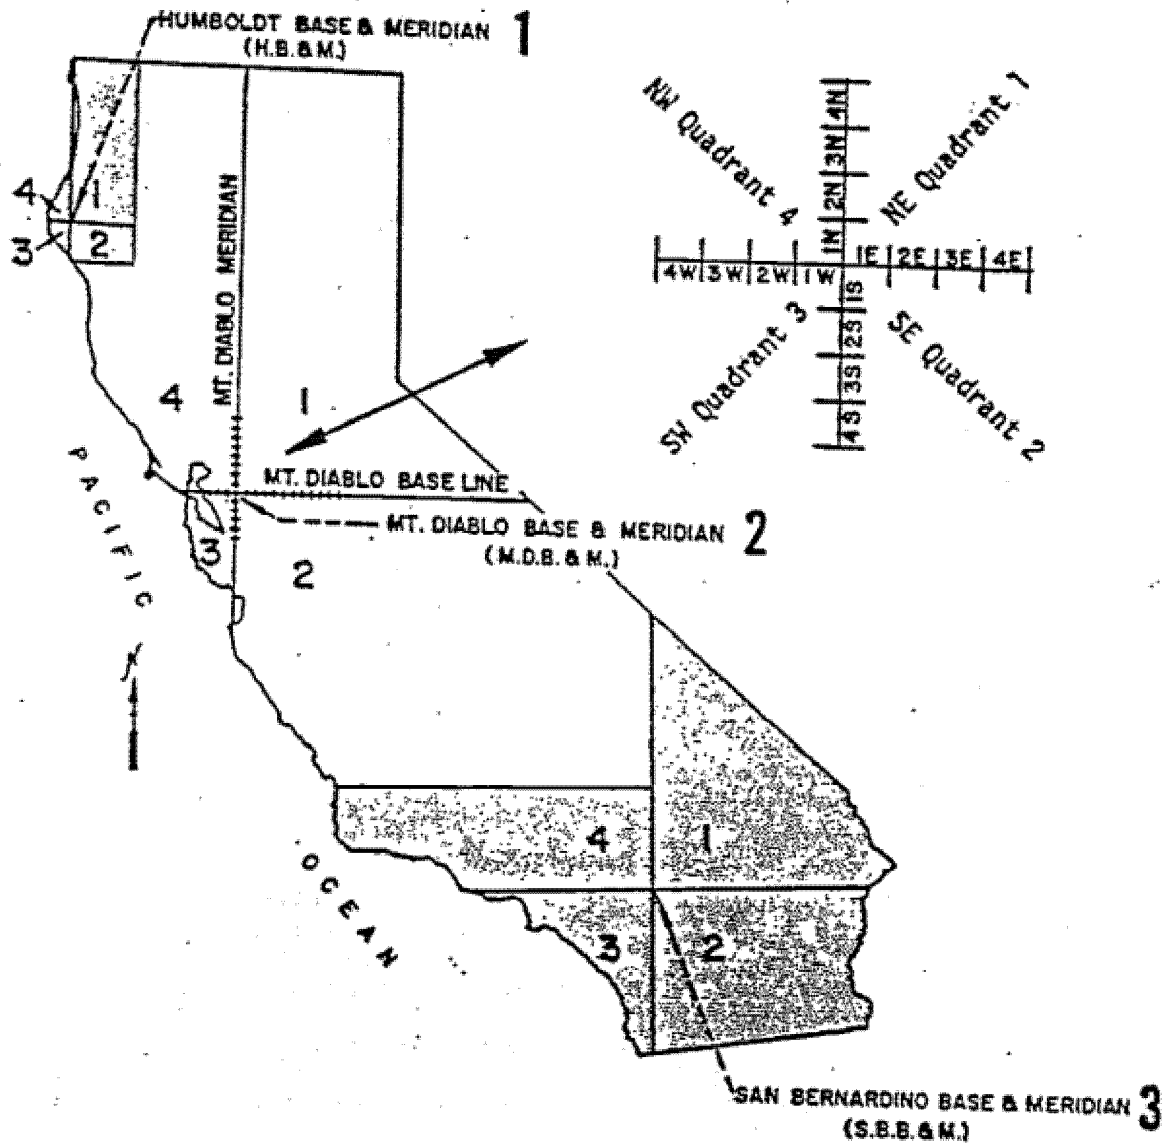 HUMBOLDT BASE & MERIDIAN 1
(H.B.&M.)
NW Quadrant 4
NE Quadrant 1
4N
3N
2N
1N
4W 3W 2W 1W 1E 2E 3E 4E
1S
2S
3S
4S
SW Quadrant 3
SE Quadrant 2
4 1
3 2
MT. DIABLO MERIDIAN
4 1
MT. DIABLO BASE LINE
MT. DIABLO BASE & MERIDIAN 2
(M.D.B. & M.)
3 2
PACIFIC
OCEAN
4 1
3 2
SAN BERNARDINO BASE & MERIDIAN 3
(S.B.B.& M.)